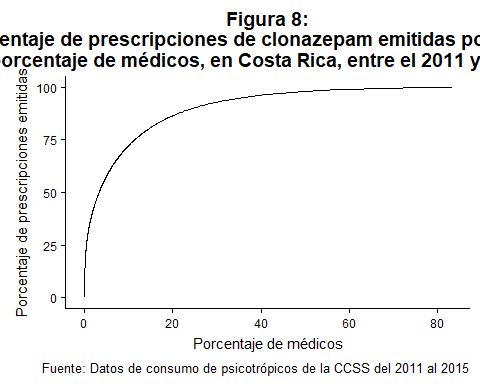 Figura 8:
entaje de prescripciones de clonazepam emitidas po
porcentaje de médicos, en Costa Rica, entre el 2011 y
Porcentaje de prescripciones emitidas
100
75
50
25
0
0 20 40 60 80
Porcentaje de médicos
Fuente: Datos de consumo de psicotrópicos de la CCSS del 2011 al 2015